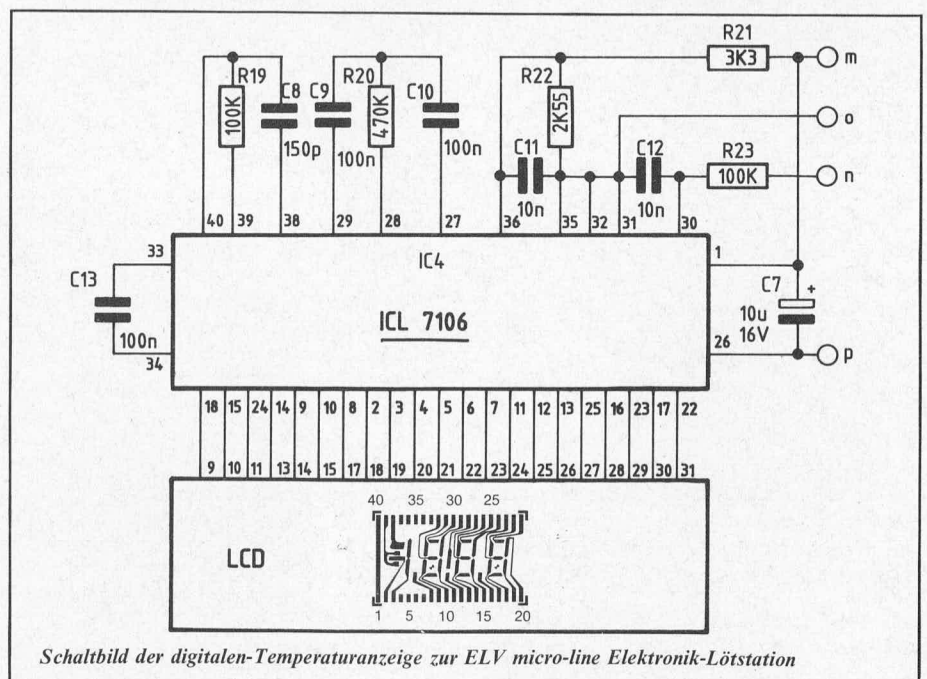 R21
3K3
m
R19
100K
C8
150p
C9
100n
R20
470K
C10
100n
R22
2K55
o
C11
10n
C12
10n
R23
100K
n
40 39 38 29 28 27 36 35 32 31 30
33
IC4
1
C13
100n
ICL 7106
C7
+
10u
16V
34
26
p
18 15 24 14 9 10 8 2 3 4 5 6 7 11 12 13 25 16 23 17 22
9 10 11 13 14 15 17 18 19 20 21 22 23 24 25 26 27 28 29 30 31
40 35 30 25
LCD
1 5 10 15 20
Schaltbild der digitalen-Temperaturanzeige zur ELV micro-line Elektronik-Lötstation